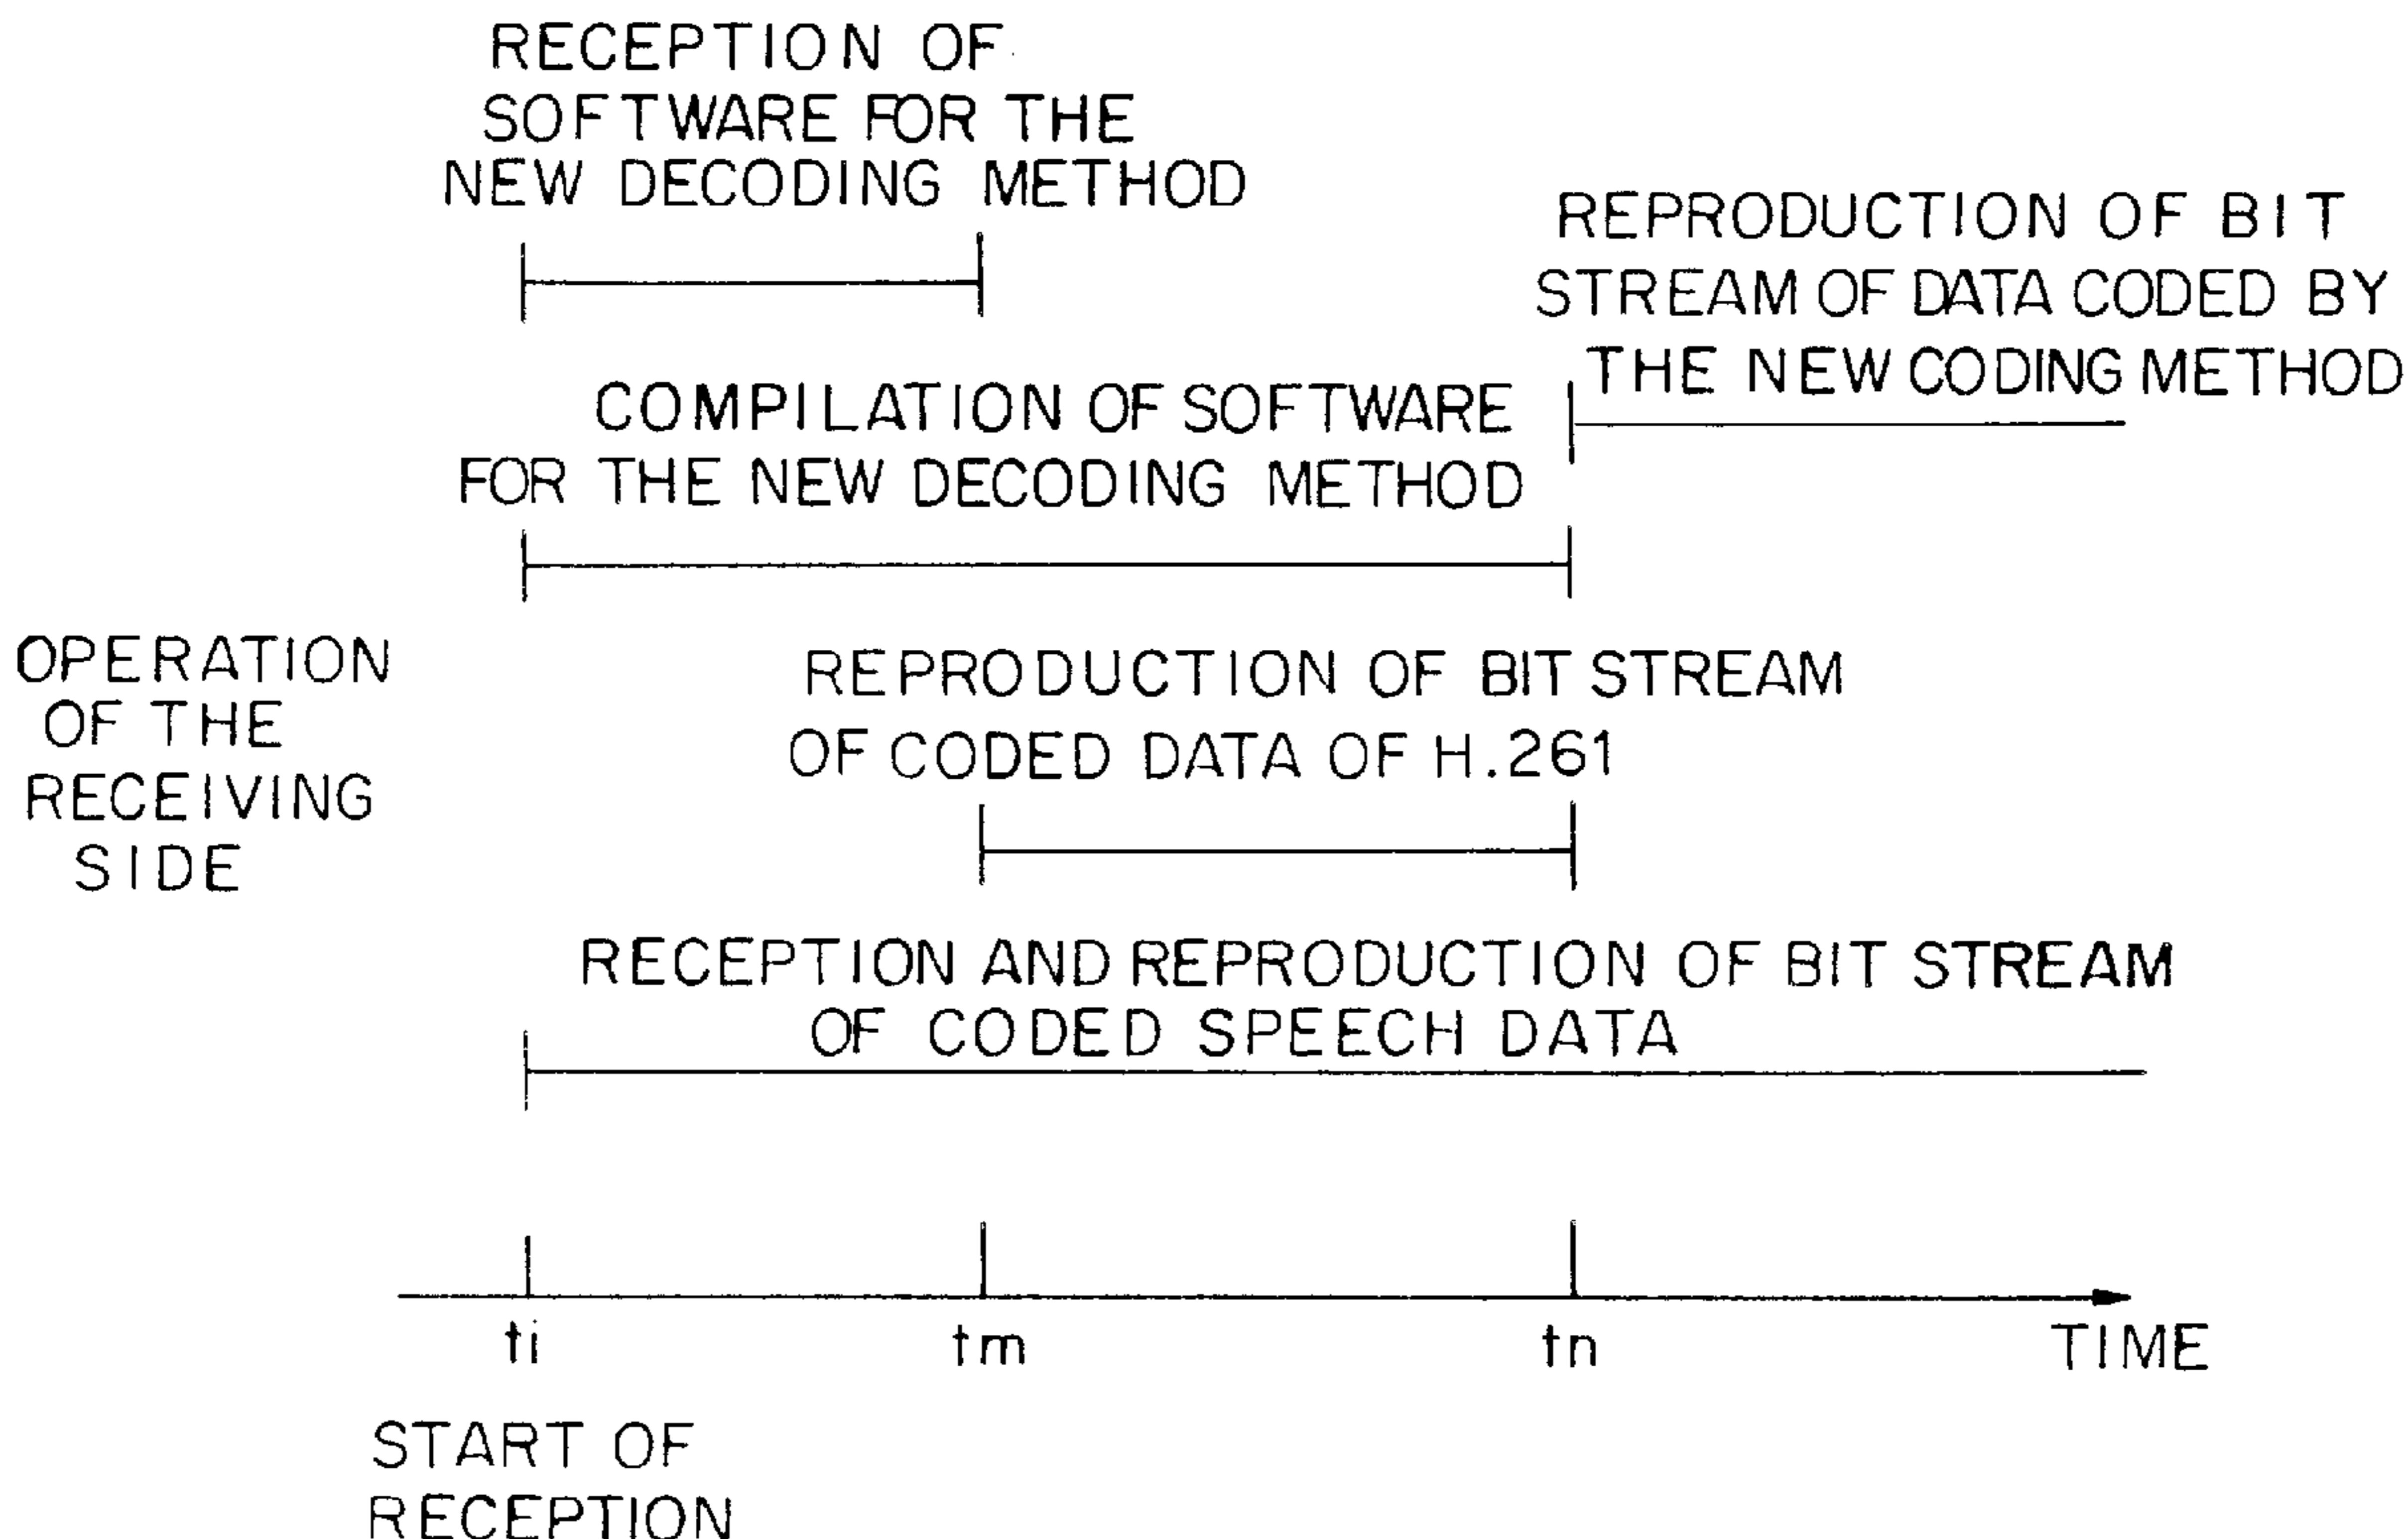 RECEPTION OF
SOFTWARE FOR THE
NEW DECODING METHOD
REPRODUCTION OF BIT
STREAM OF DATA CODED BY
THE NEW CODING METHOD
COMPILATION OF SOFTWARE
FOR THE NEW DECODING METHOD
OPERATION
OF THE
RECEIVING
SIDE
REPRODUCTION OF BIT STREAM
OF CODED DATA OF H.261
RECEPTION AND REPRODUCTION OF BIT STREAM
OF CODED SPEECH DATA
ti tm tn TIME
START OF
RECEPTION